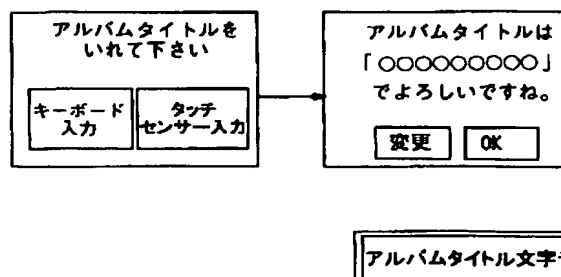 アルバムタイトルを
いれて下さい
キーボード
入力
タッチ
センサー入力
アルバムタイトルは
「○○○○○○○○○」
でよろしいですね。
変更
OK
アルバムタイトル文字